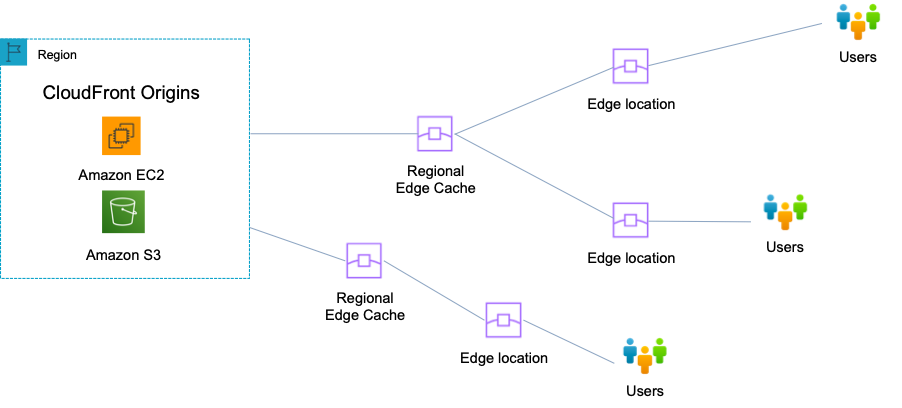 Region
CloudFront Origins
Amazon EC2
Amazon S3
Regional
Edge Cache
Edge location
Users
Edge location
Users
Regional
Edge Cache
Edge location
Users